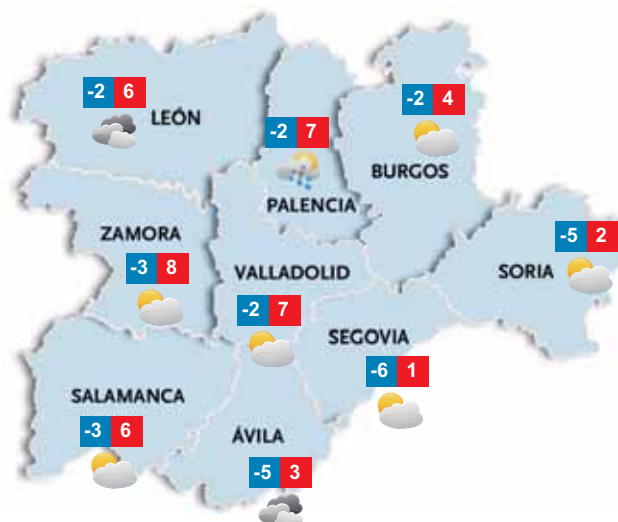 -2 6
LEÓN
-2 4
BURGOS
-2 7
PALENCIA
ZAMORA
-3 8
VALLADOLID
-2 7
-5 2
SORIA
SEGOVIA
-6 1
SALAMANCA
-3 6
ÁVILA
-5 3